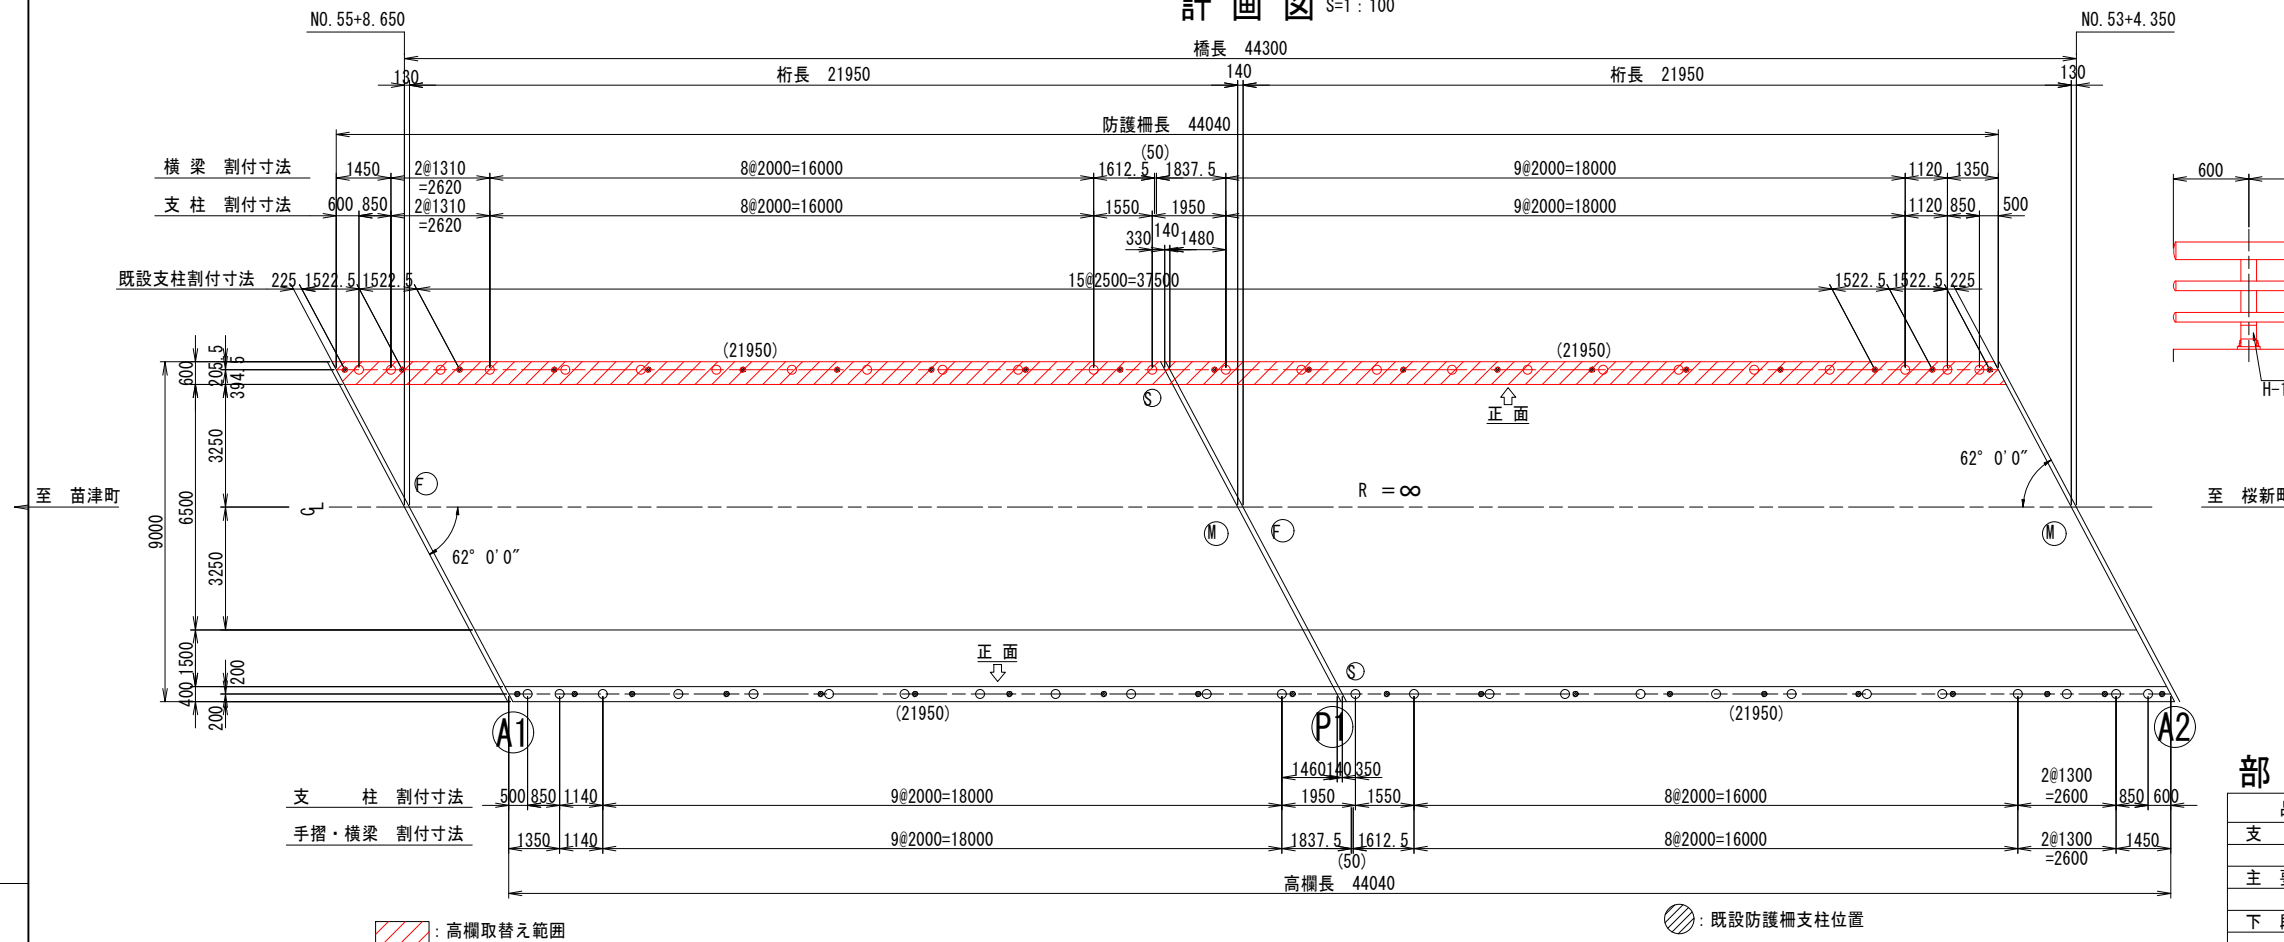 計 画 図 S=1 : 100
NO. 55+8. 650
NO. 53+4. 350
橋長 44300
130
桁長 21950
140
桁長 21950
130
防護柵長 44040
(50)
横 梁 割付寸法
1450
2@1310
=2620
8@2000=16000
1612. 5
1837. 5
9@2000=18000
1120
1350
600
支 柱 割付寸法
600
850
2@1310
=2620
8@2000=16000
1550
1950
9@2000=18000
1120
850
500
330
140
1480
既設支柱割付寸法
225
1522. 5
1522. 5
15@2500=37500
1522. 5
1522. 5
225
(21950)
(21950)
600
205. 5
394. 5
S
正 面
H-1
3250
6500
9000
3250
F
62° 0′0″
R =∞
62° 0′0″
至 苗津町
CL
至 桜新町
M
F
M
62° 0′0″
正 面
S
1500
200
400
200
(21950)
(21950)
A1
P1
A2
1460
140
350
支 柱 割付寸法
500
850
1140
9@2000=18000
1950
1550
8@2000=16000
2@1300
=2600
850
600
手摺・横梁 割付寸法
1350
1140
9@2000=18000
1837. 5
1612. 5
(50)
8@2000=16000
2@1300
=2600
1450
高欄長 44040
: 高欄取替え範囲
: 既設防護柵支柱位置
部
支
主
下